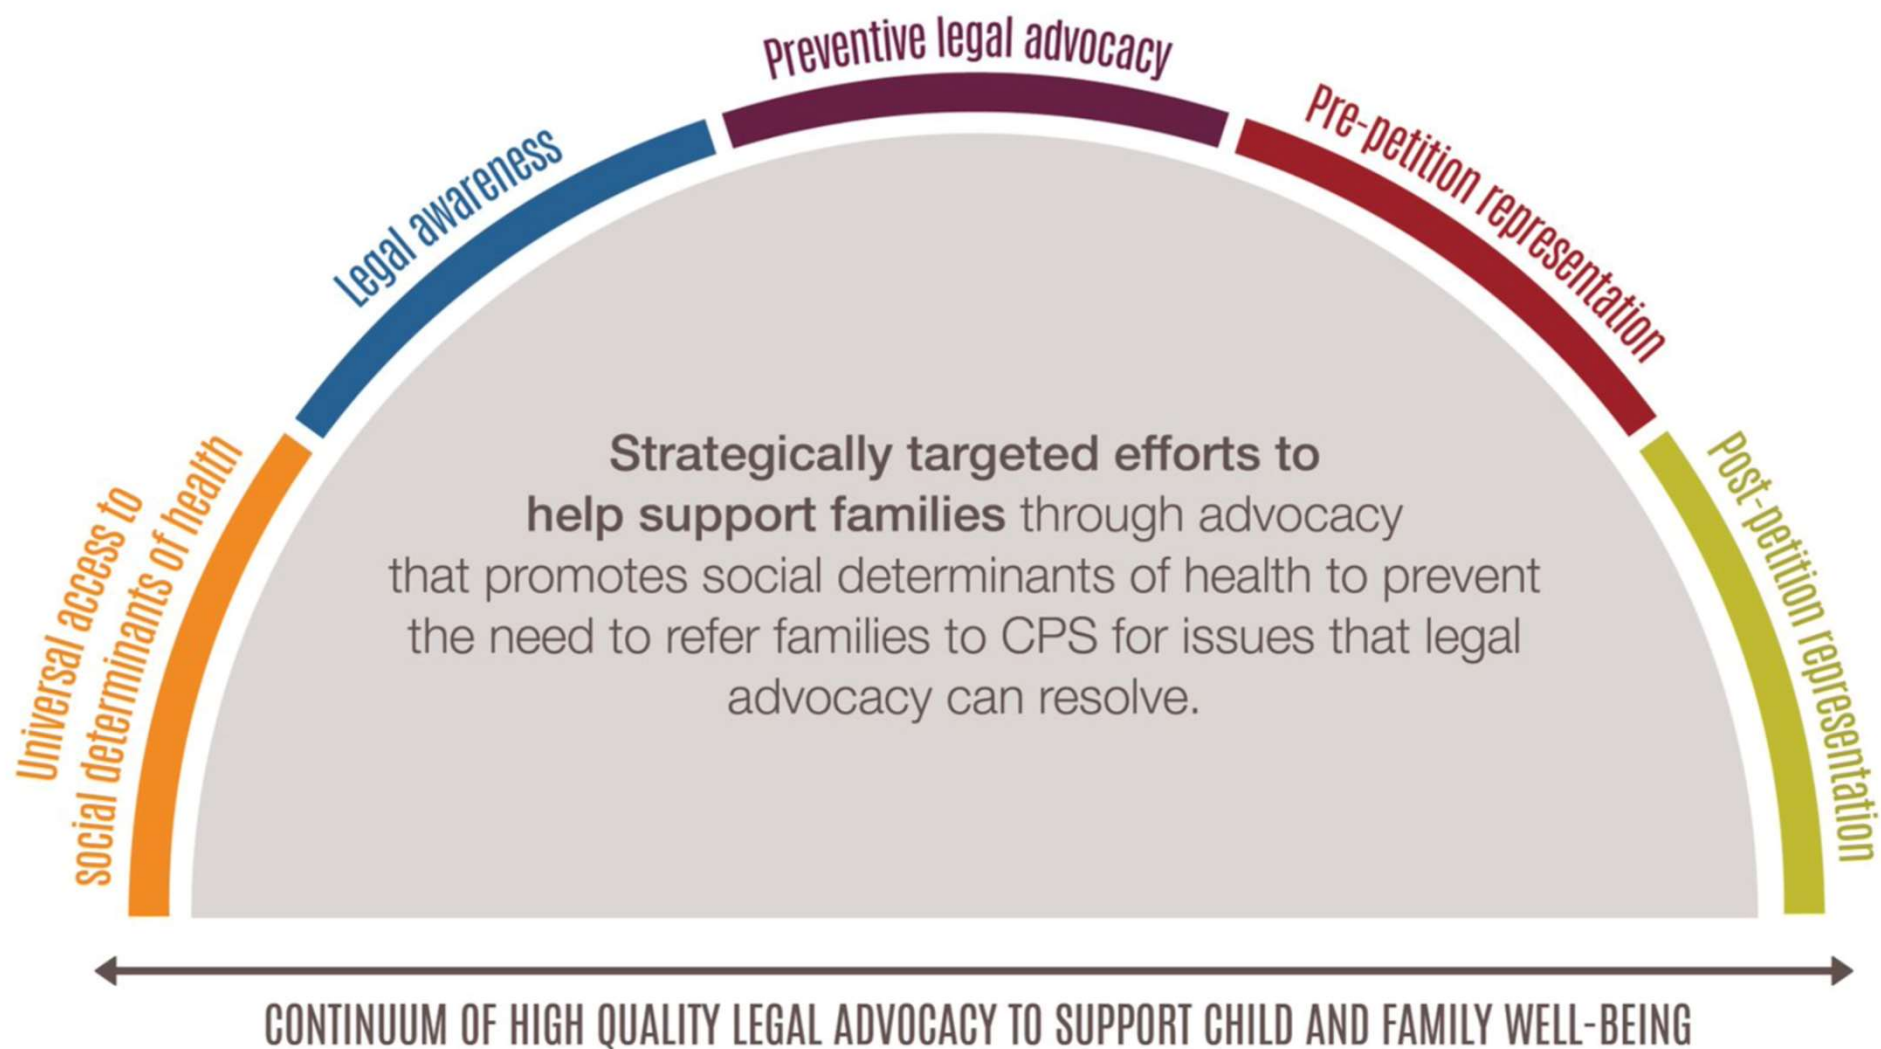 Preventive legal advocacy
Pre-petition representation
Legal awareness
Universal access to
social determinants of health
Post-petition representation
Strategically targeted efforts to
help support families through advocacy
that promotes social determinants of health to prevent
the need to refer families to CPS for issues that legal
advocacy can resolve.
CONTINUUM OF HIGH QUALITY LEGAL ADVOCACY TO SUPPORT CHILD AND FAMILY WELL-BEING